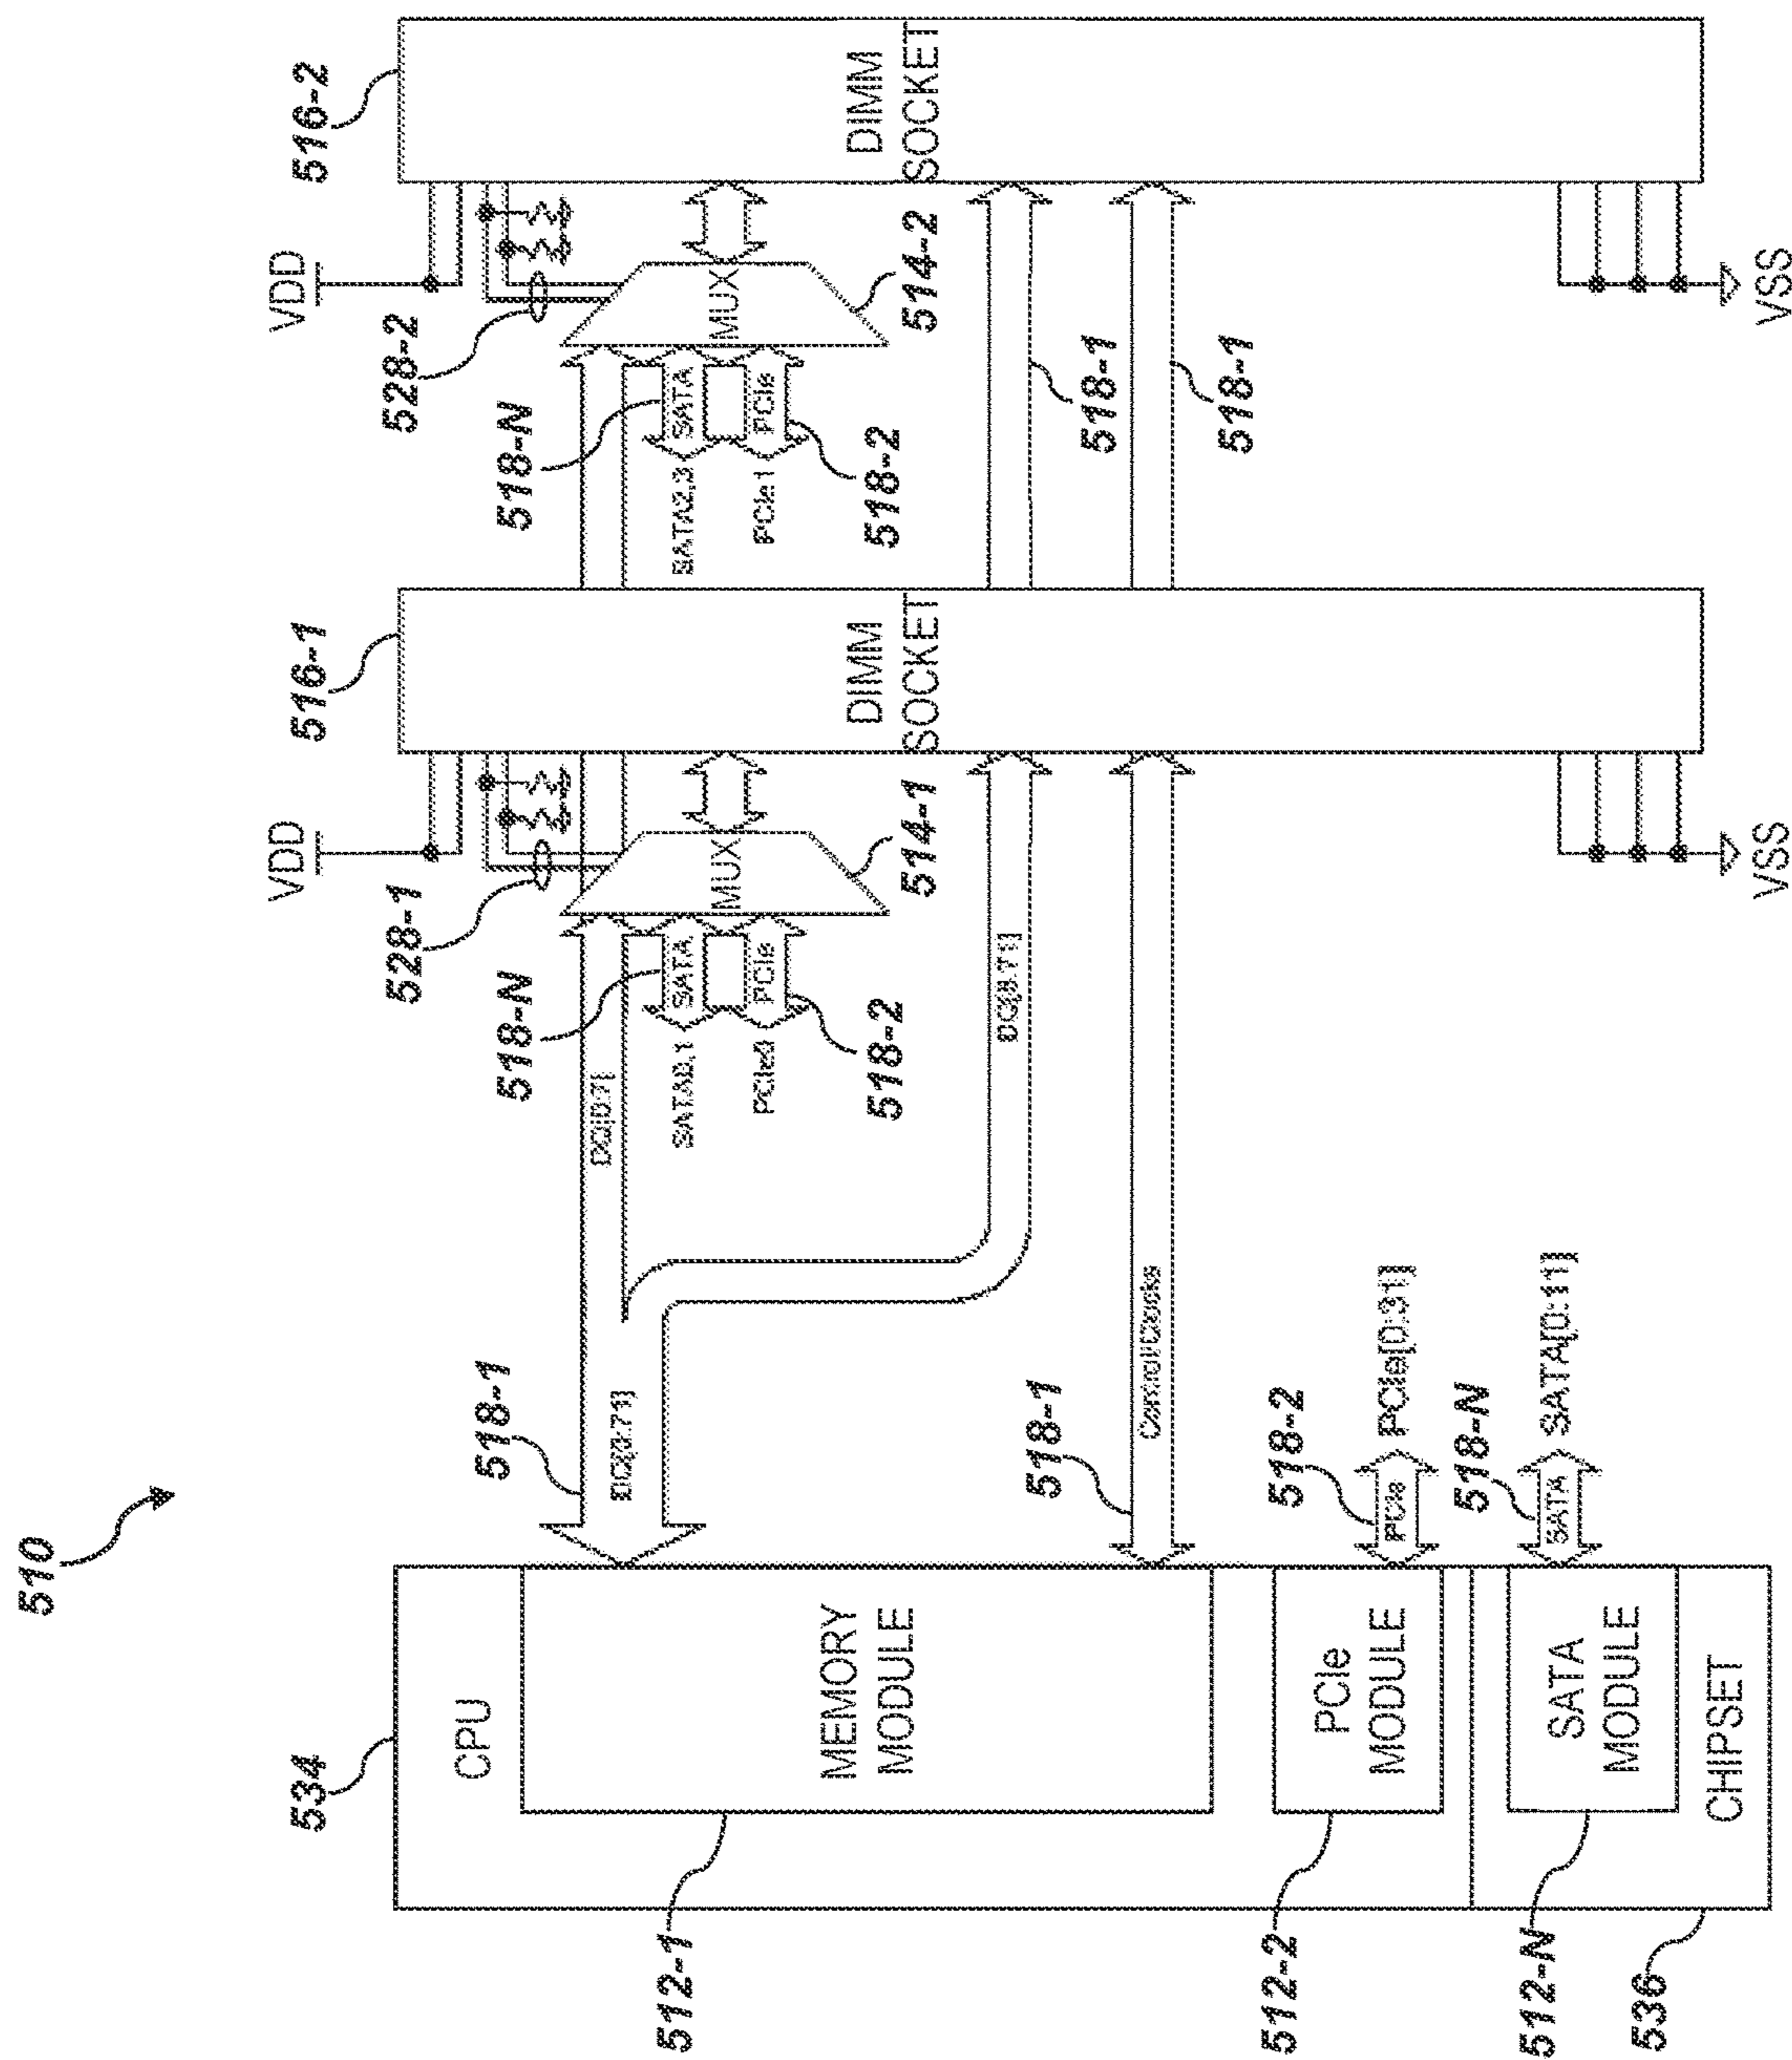 510
534
CPU
MEMORY
MODULE
512-1
PCIe
MODULE
512-2
SATA
MODULE
512-N
CHIPSET
536
518-1
DQ[0:71]
518-1
Control/Clocks
518-2
PCIe
PCIe[0:31]
518-N
SATA
SATA[0:11]
DQ[0:7]
DQ[8:71]
VDD
528-1
518-N
SATA
SATA0,1
PCIe
PCIe0
518-2
MUX
514-1
516-1
DIMM
SOCKET
VSS
VDD
528-2
518-N
SATA
SATA2,3
PCIe
PCIe1
518-2
MUX
514-2
518-1
518-1
516-2
DIMM
SOCKET
VSS